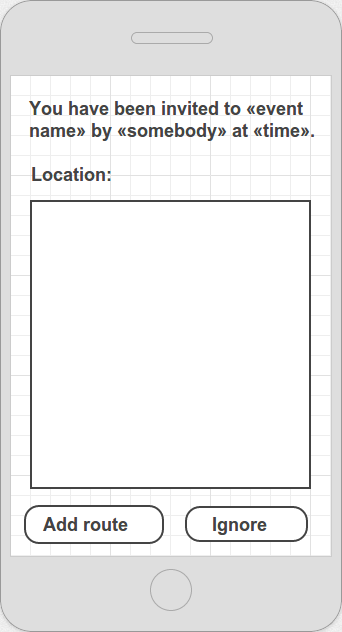 You have been invited to «event
name» by «somebody» at «time».
Location:
Add route
Ignore